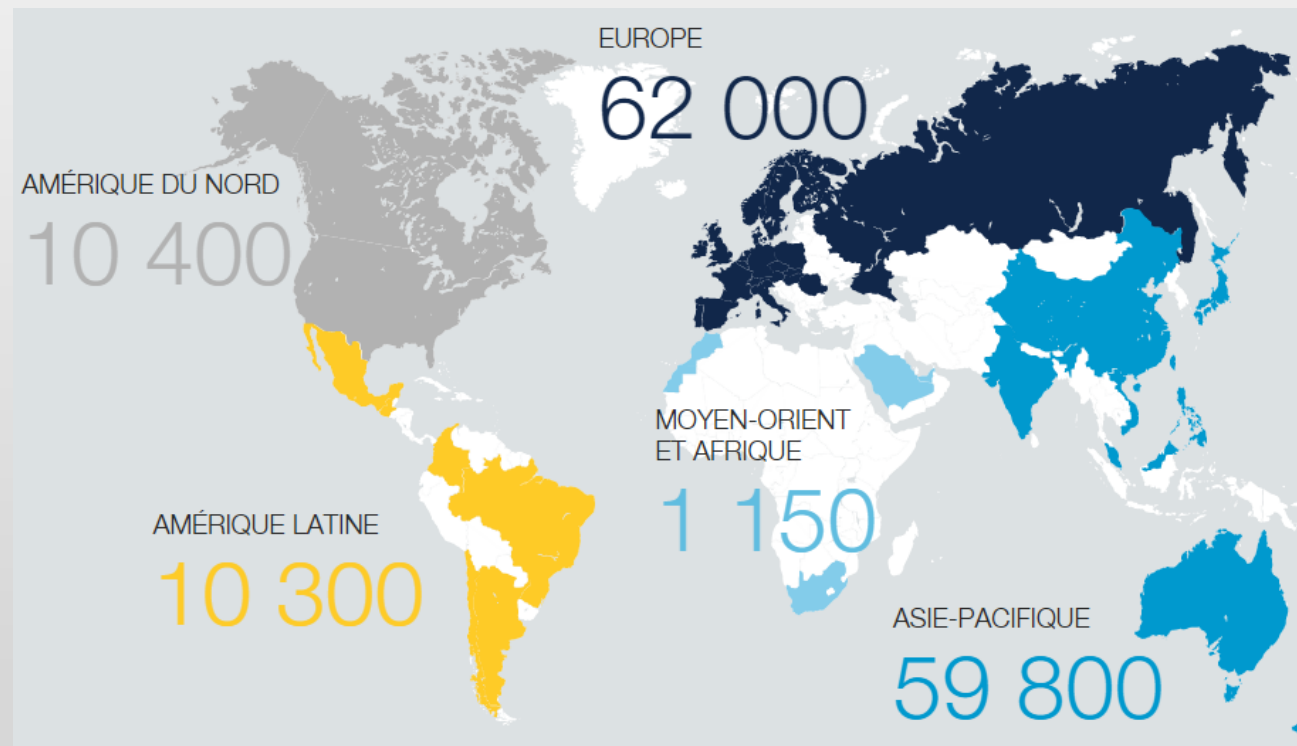 EUROPE
62 000
AMÉRIQUE DU NORD
10 400
MOYEN-ORIENT
ET AFRIQUE
1 150
AMÉRIQUE LATINE
10 300
ASIE-PACIFIQUE
59 800